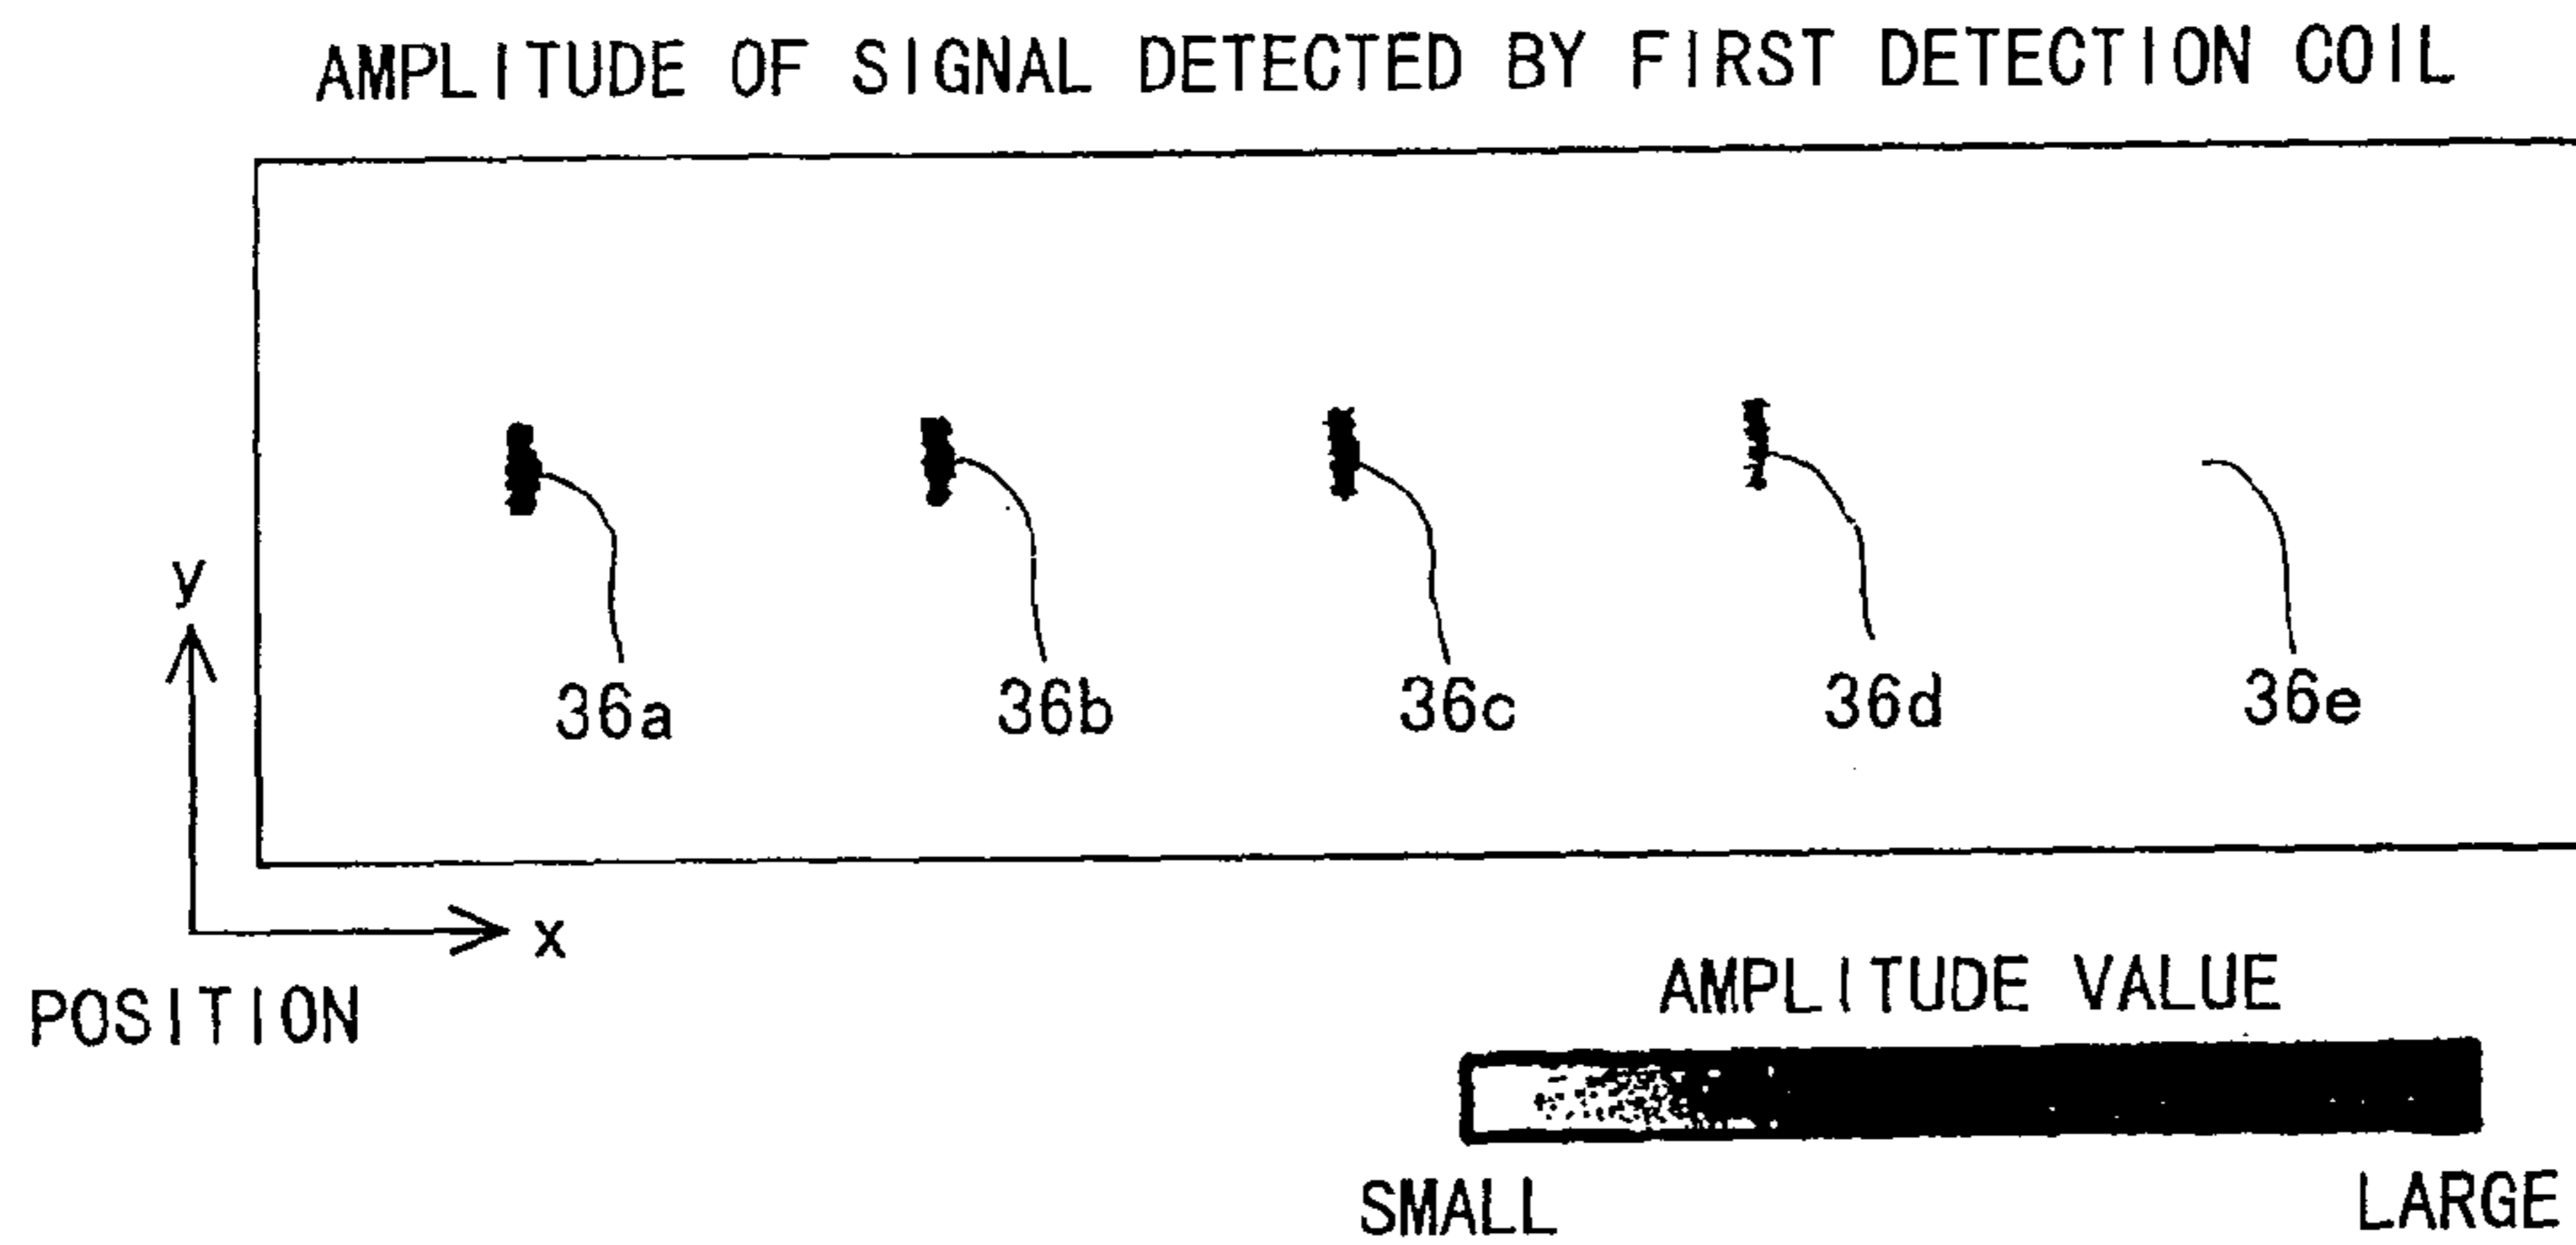 AMPLITUDE OF SIGNAL DETECTED BY FIRST DETECTION COIL
y
36a 36b 36c 36d 36e
x
POSITION
AMPLITUDE VALUE
SMALL LARGE